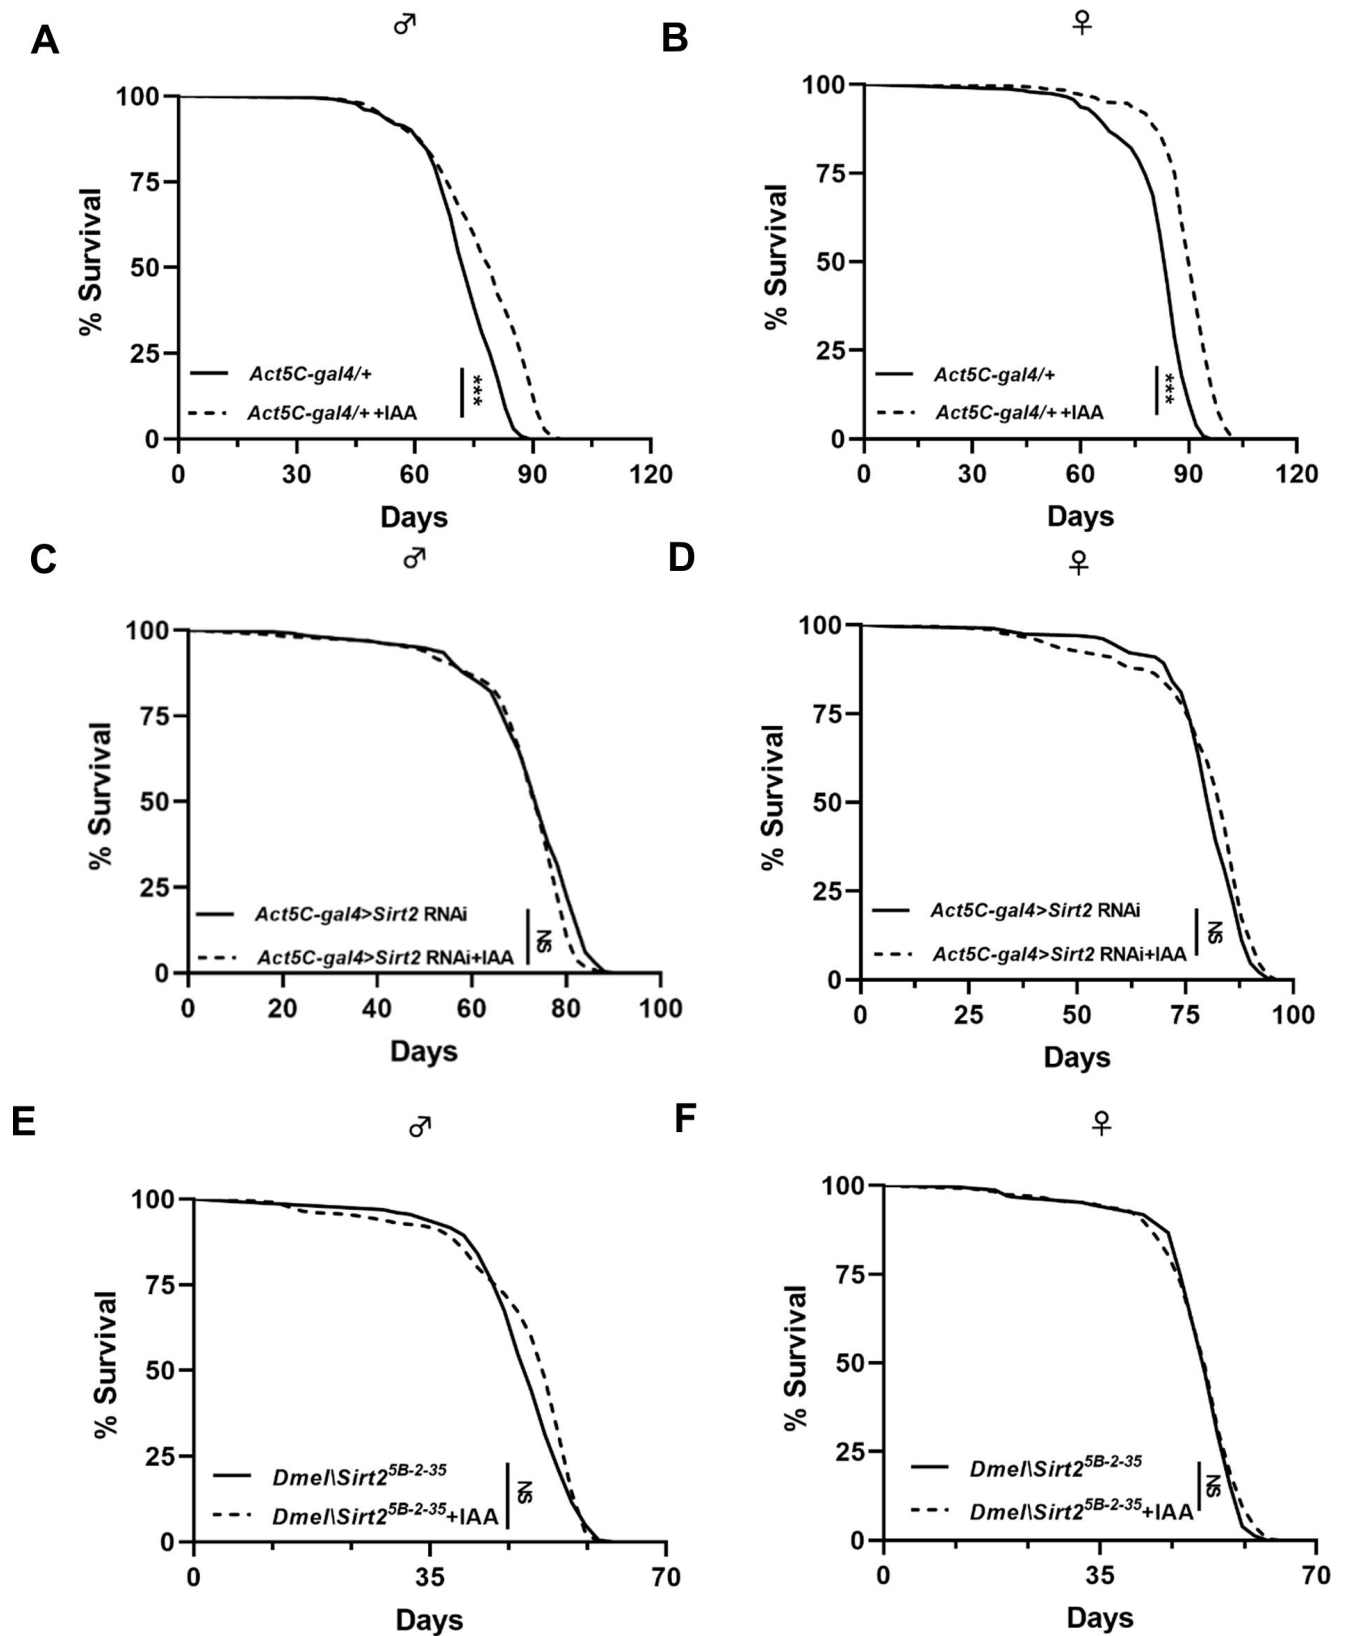 A
♂
100
75
50
25
0
% Survival
Act5C-gal4/+
Act5C-gal4/+ +IAA
***
0 30 60 90 120
Days
B
♀
100
75
50
25
0
% Survival
Act5C-gal4/+
Act5C-gal4/+ +IAA
***
0 30 60 90 120
Days
C
♂
100
75
50
25
0
% Survival
Act5C-gal4>Sirt2 RNAi
Act5C-gal4>Sirt2 RNAi+IAA
NS
0 20 40 60 80 100
Days
D
♀
100
75
50
25
0
% Survival
Act5C-gal4>Sirt2 RNAi
Act5C-gal4>Sirt2 RNAi+IAA
NS
0 25 50 75 100
Days
E
♂
100
75
50
25
0
% Survival
Dmel\Sirt2^5B-2-35
Dmel\Sirt2^5B-2-35+IAA
NS
0 35 70
Days
F
♀
100
75
50
25
0
% Survival
Dmel\Sirt2^5B-2-35
Dmel\Sirt2^5B-2-35+IAA
NS
0 35 70
Days